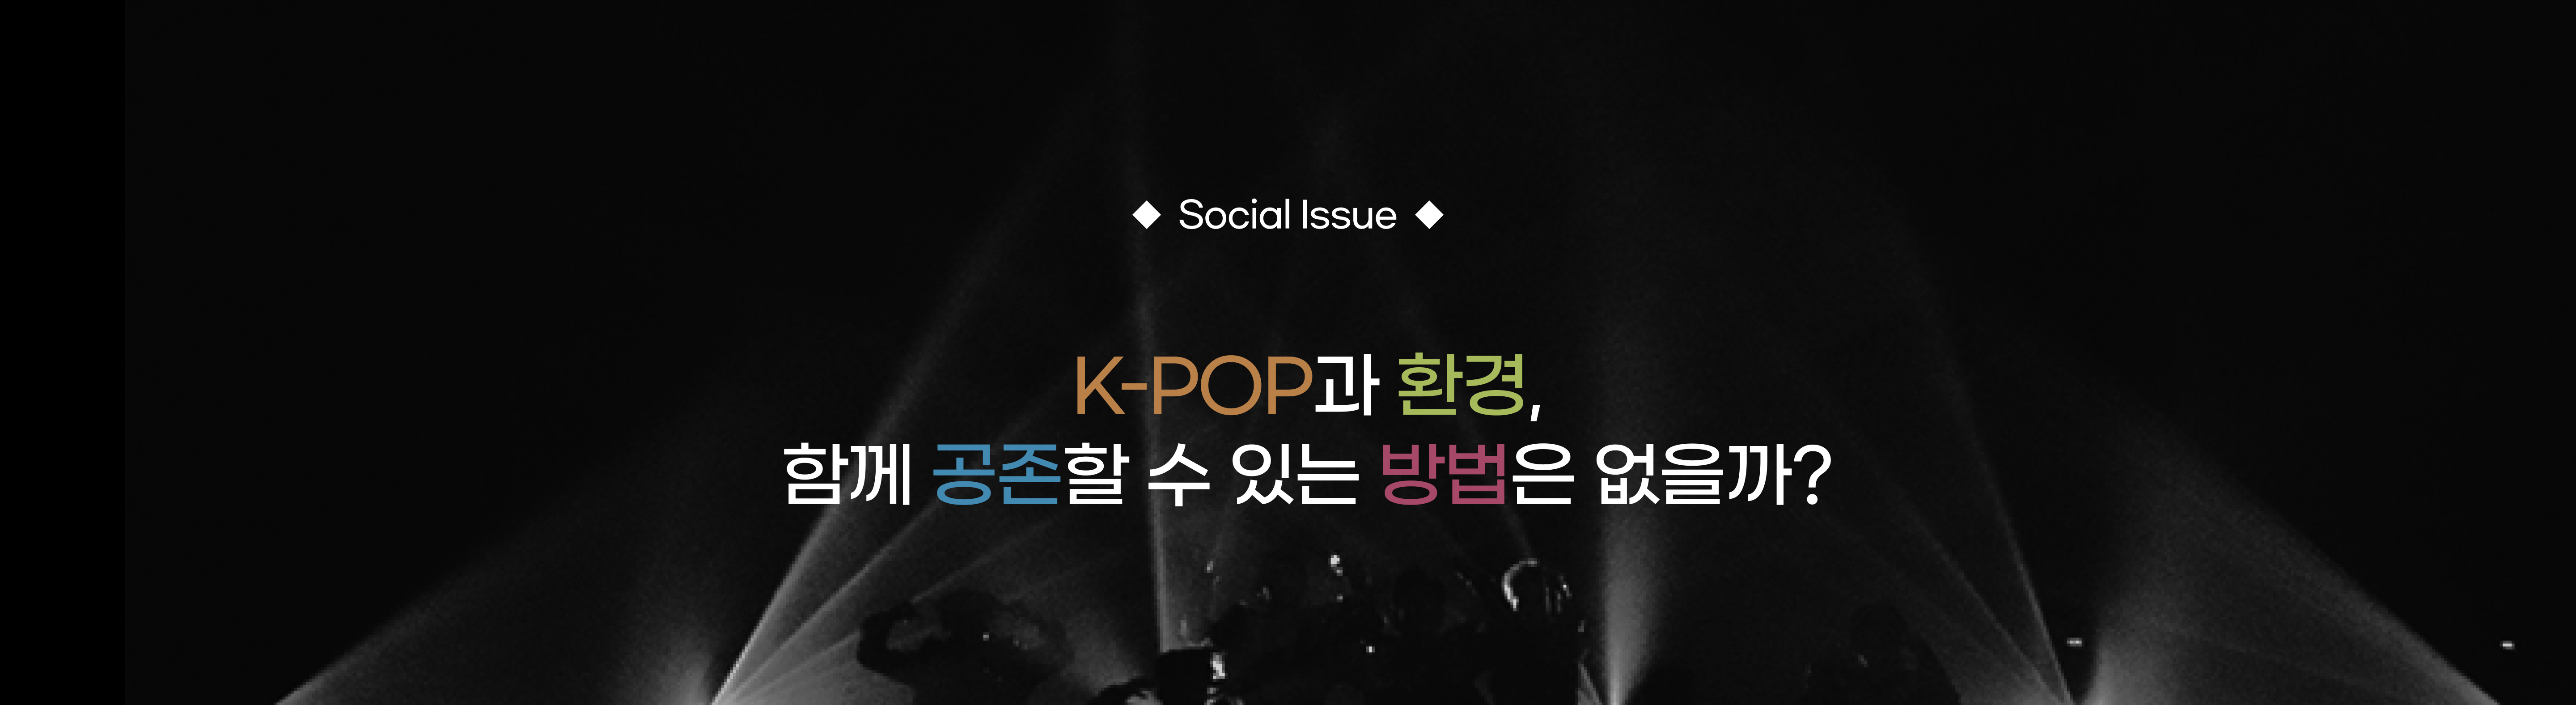 ◆ Social Issue ◆
K-POP과 환경,
함께 공존할 수 있는 방법은 없을까?